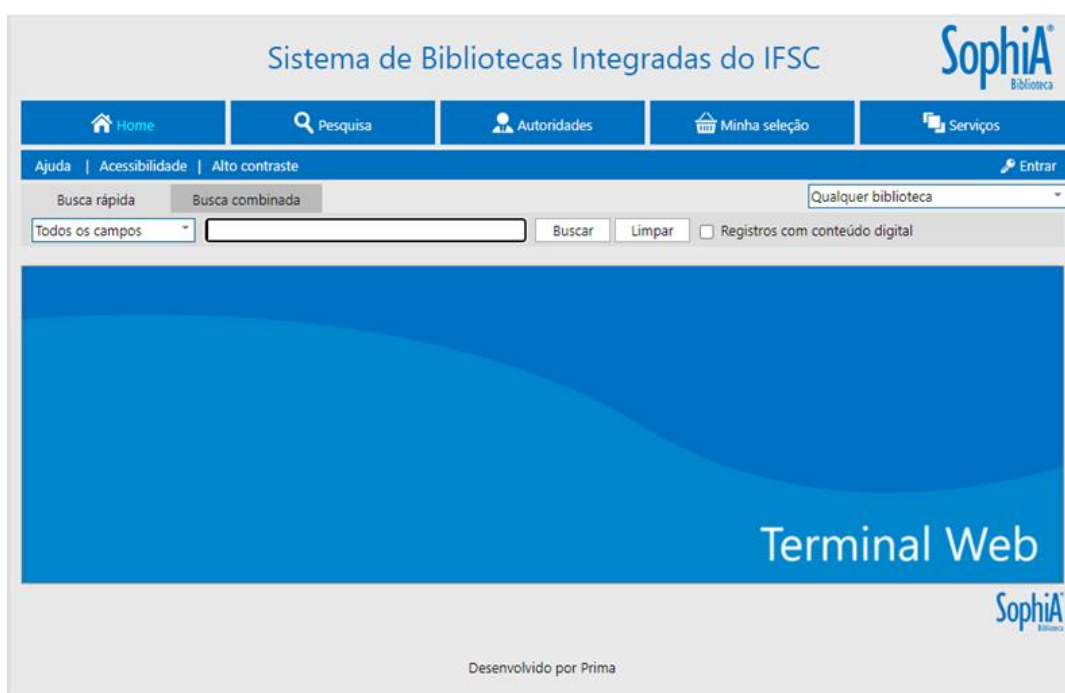 Sistema de Bibliotecas Integradas do IFSC
SophiA
Biblioteca
Home Pesquisa Autoridades Minha seleção Serviços
Ajuda | Acessibilidade | Alto contraste Entrar
Busca rápida Busca combinada Qualquer biblioteca
Todos os campos Buscar Limpar Registros com conteúdo digital
Terminal Web
SophiA
Biblioteca
Desenvolvido por Prima